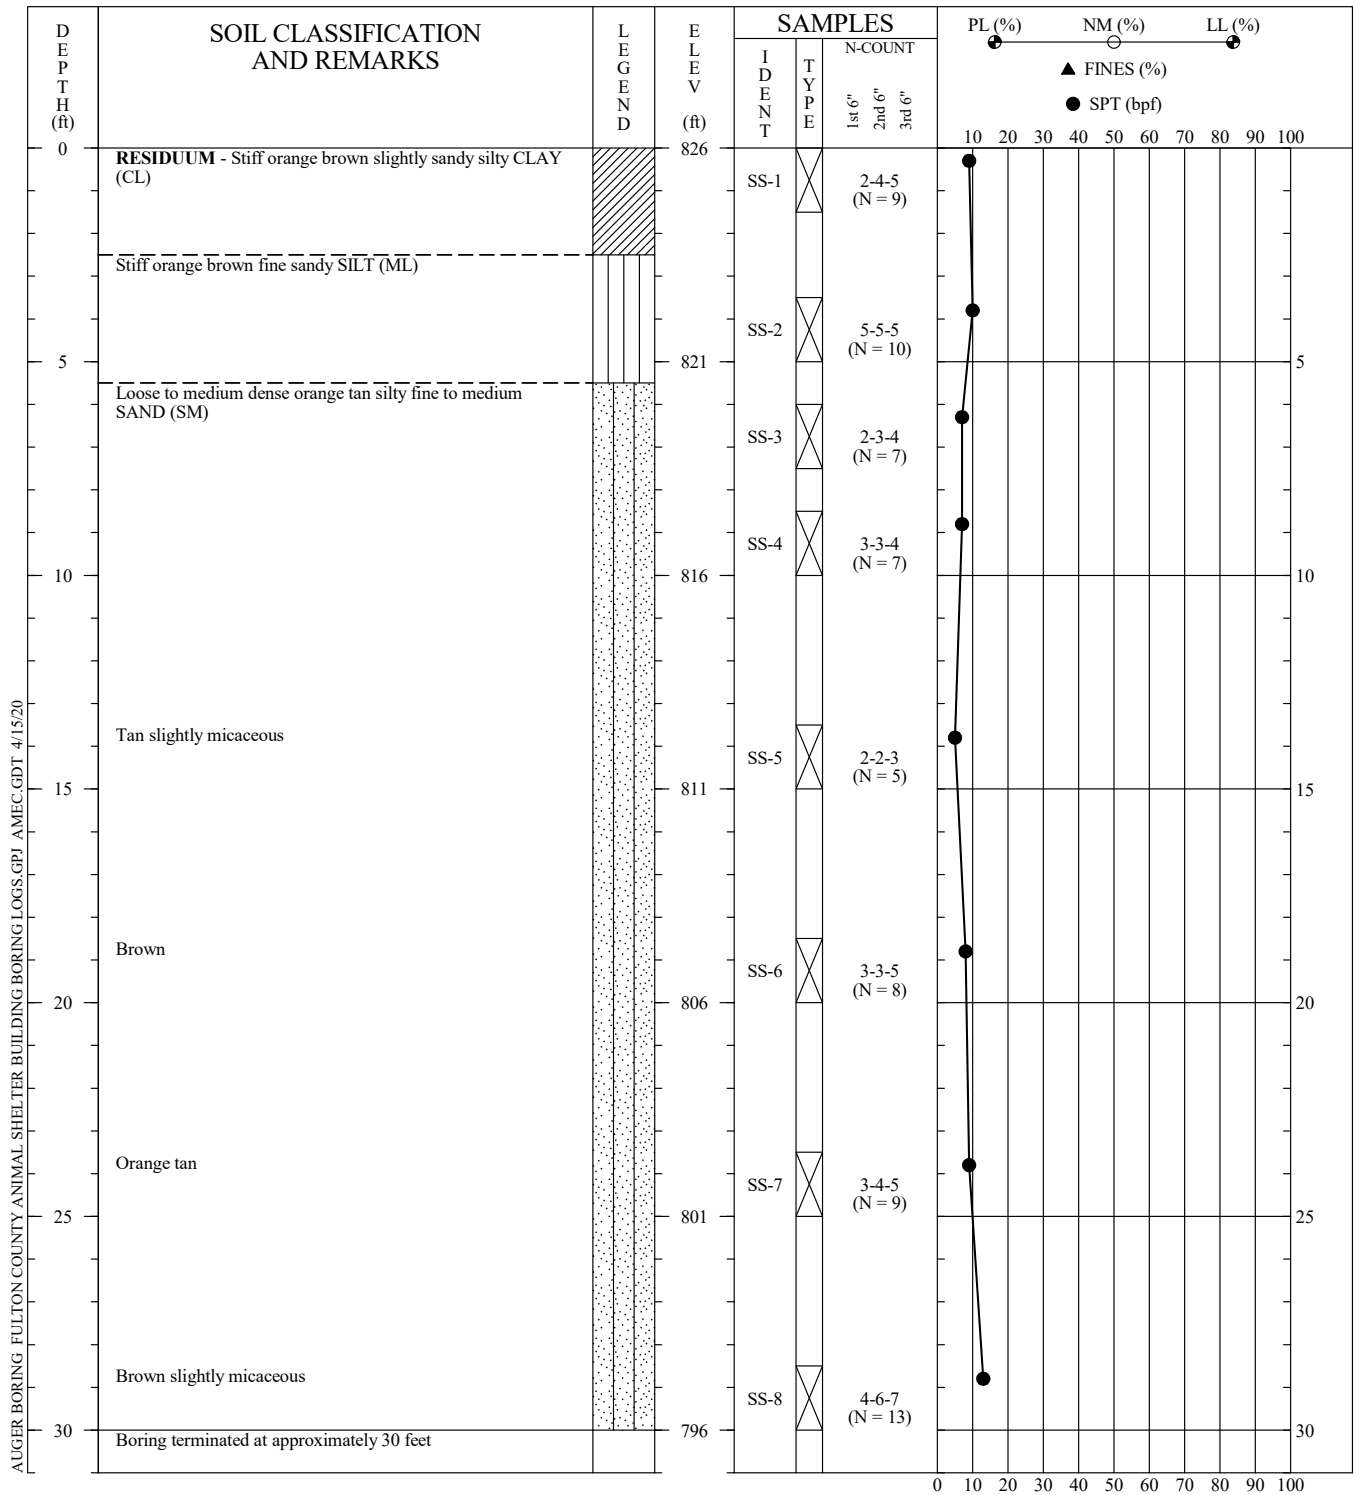 DEPTH
(ft)
SOIL CLASSIFICATION
AND REMARKS
LEGEND
ELEV
(ft)
SAMPLES
IDENT
TYPE
N-COUNT
1st 6"
2nd 6"
3rd 6"
PL (%)
NM (%)
LL (%)
▲ FINES (%)
● SPT (bpf)
10 20 30 40 50 60 70 80 90 100
0
RESIDUUM - Stiff orange brown slightly sandy silty CLAY
(CL)
826
SS-1
2-4-5
(N = 9)
Stiff orange brown fine sandy SILT (ML)
SS-2
5-5-5
(N = 10)
5
821
5
Loose to medium dense orange tan silty fine to medium
SAND (SM)
SS-3
2-3-4
(N = 7)
SS-4
3-3-4
(N = 7)
10
816
10
Tan slightly micaceous
SS-5
2-2-3
(N = 5)
15
811
15
Brown
SS-6
3-3-5
(N = 8)
20
806
20
Orange tan
SS-7
3-4-5
(N = 9)
25
801
25
Brown slightly micaceous
SS-8
4-6-7
(N = 13)
30
796
30
Boring terminated at approximately 30 feet
0 10 20 30 40 50 60 70 80 90 100
AUGER BORING FULTON COUNTY ANIMAL SHELTER BUILDING BORING LOGS.GPJ AMEC.GDT 4/15/20